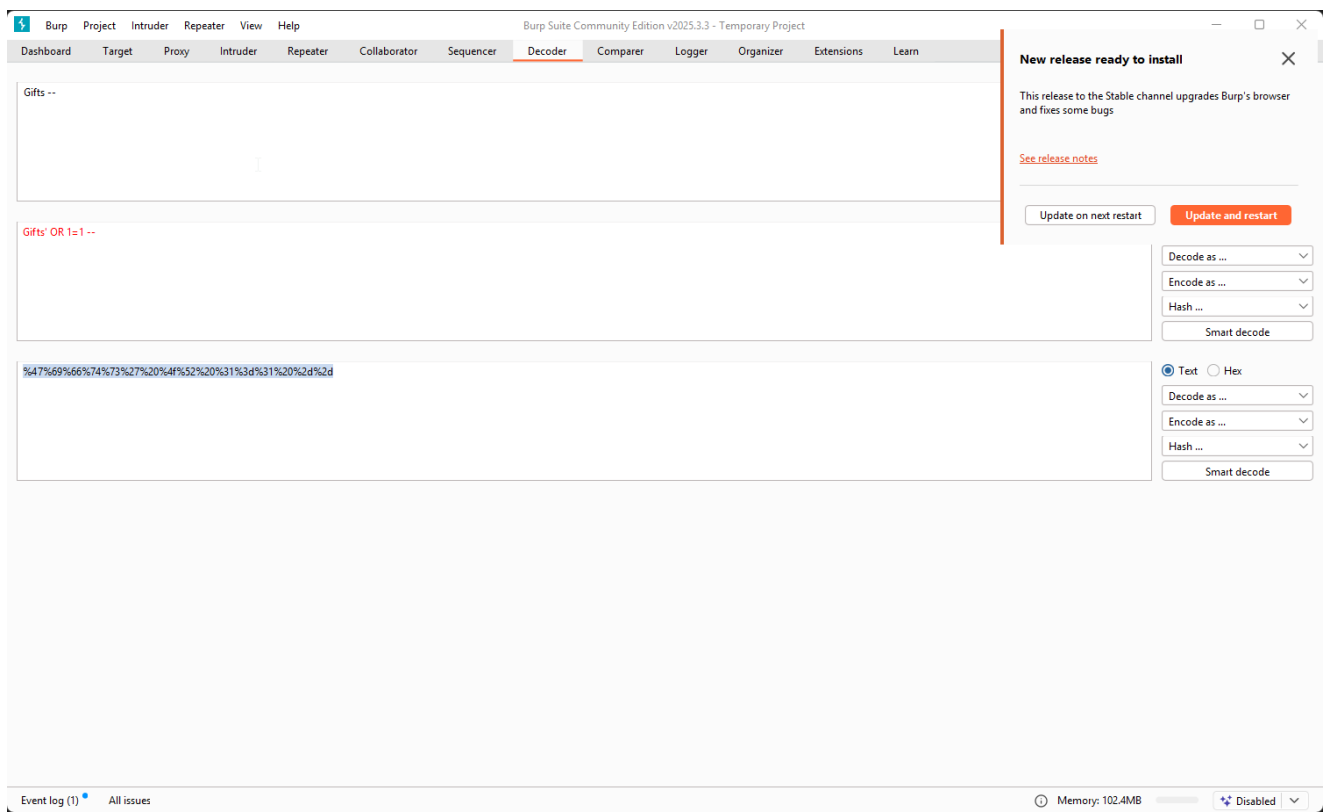 Burp Project Intruder Repeater View Help Burp Suite Community Edition v2025.3.3 - Temporary Project
Dashboard Target Proxy Intruder Repeater Collaborator Sequencer Decoder Comparer Logger Organizer Extensions Learn
New release ready to install
This release to the Stable channel upgrades Burp's browser
and fixes some bugs
See release notes
Update on next restart Update and restart
Gifts --
Gifts' OR 1=1 --
Decode as ...
Encode as ...
Hash ...
Smart decode
%47%69%66%74%73%27%20%4f%52%20%31%3d%31%20%2d%2d
Text Hex
Decode as ...
Encode as ...
Hash ...
Smart decode
Event log (1) All issues Memory: 102.4MB Disabled